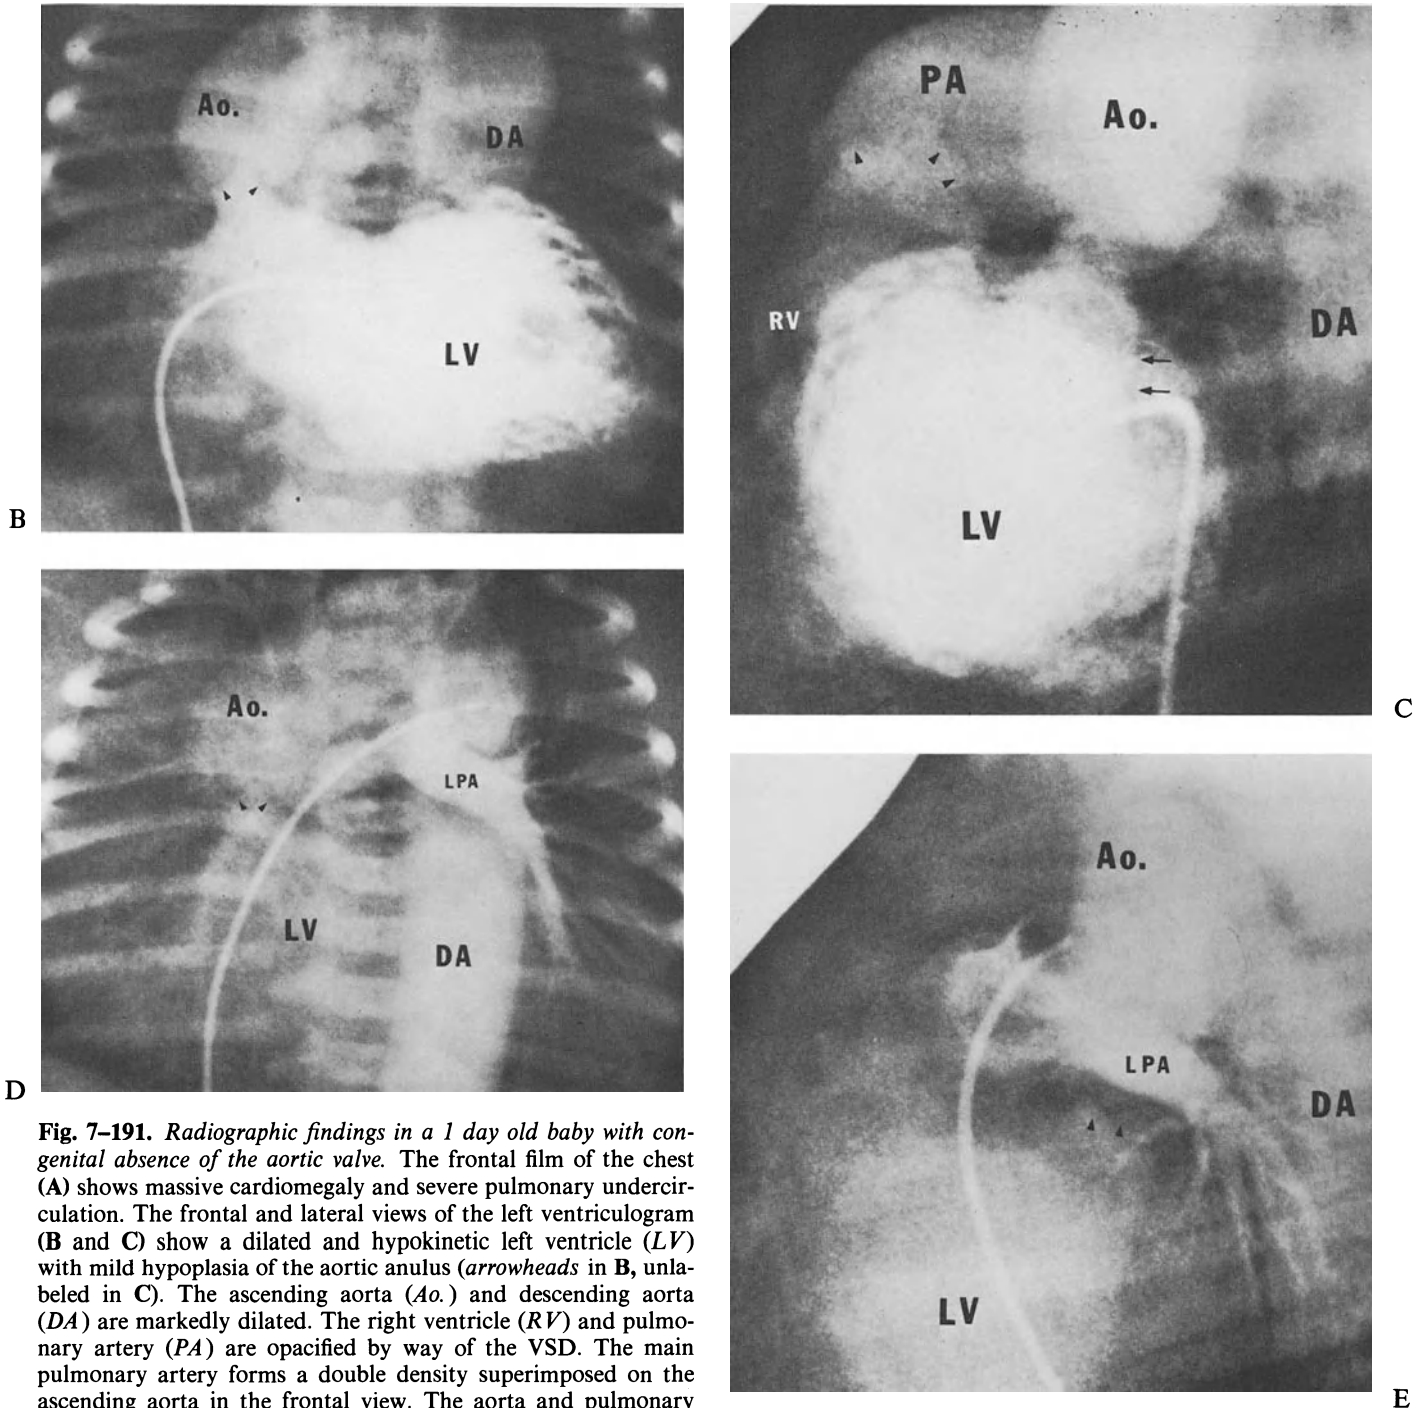 Ao.
DA
LV
B
PA
Ao.
RV
DA
LV
C
Ao.
LPA
LV
DA
D
Ao.
LPA
DA
LV
E
Fig. 7–191. Radiographic findings in a 1 day old baby with con-
genital absence of the aortic valve. The frontal film of the chest
(A) shows massive cardiomegaly and severe pulmonary undercir-
culation. The frontal and lateral views of the left ventriculogram
(B and C) show a dilated and hypokinetic left ventricle (LV)
with mild hypoplasia of the aortic anulus (arrowheads in B, unla-
beled in C). The ascending aorta (Ao.) and descending aorta
(DA) are markedly dilated. The right ventricle (RV) and pulmo-
nary artery (PA) are opacified by way of the VSD. The main
pulmonary artery forms a double density superimposed on the
ascending aorta in the frontal view. The aorta and pulmonary